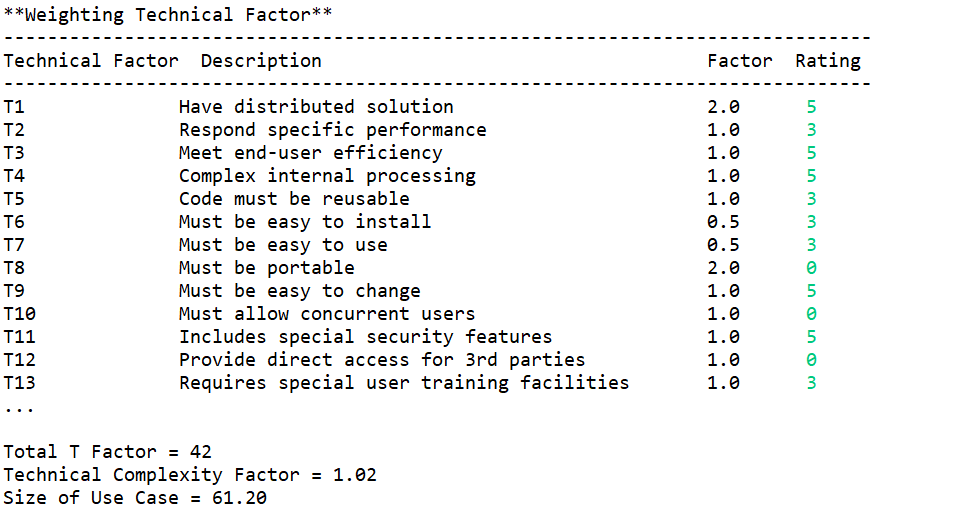 **Weighting Technical Factor**
-------------------------------------------------------------------------------
Technical Factor  Description                                   Factor  Rating
-------------------------------------------------------------------------------
T1              Have distributed solution                       2.0      5
T2              Respond specific performance                    1.0      3
T3              Meet end-user efficiency                        1.0      5
T4              Complex internal processing                     1.0      5
T5              Code must be reusable                           1.0      3
T6              Must be easy to install                         0.5      3
T7              Must be easy to use                             0.5      3
T8              Must be portable                                2.0      0
T9              Must be easy to change                          1.0      5
T10             Must allow concurrent users                     1.0      0
T11             Includes special security features              1.0      5
T12             Provide direct access for 3rd parties           1.0      0
T13             Requires special user training facilities       1.0      3
...
Total T Factor = 42
Technical Complexity Factor = 1.02
Size of Use Case = 61.20